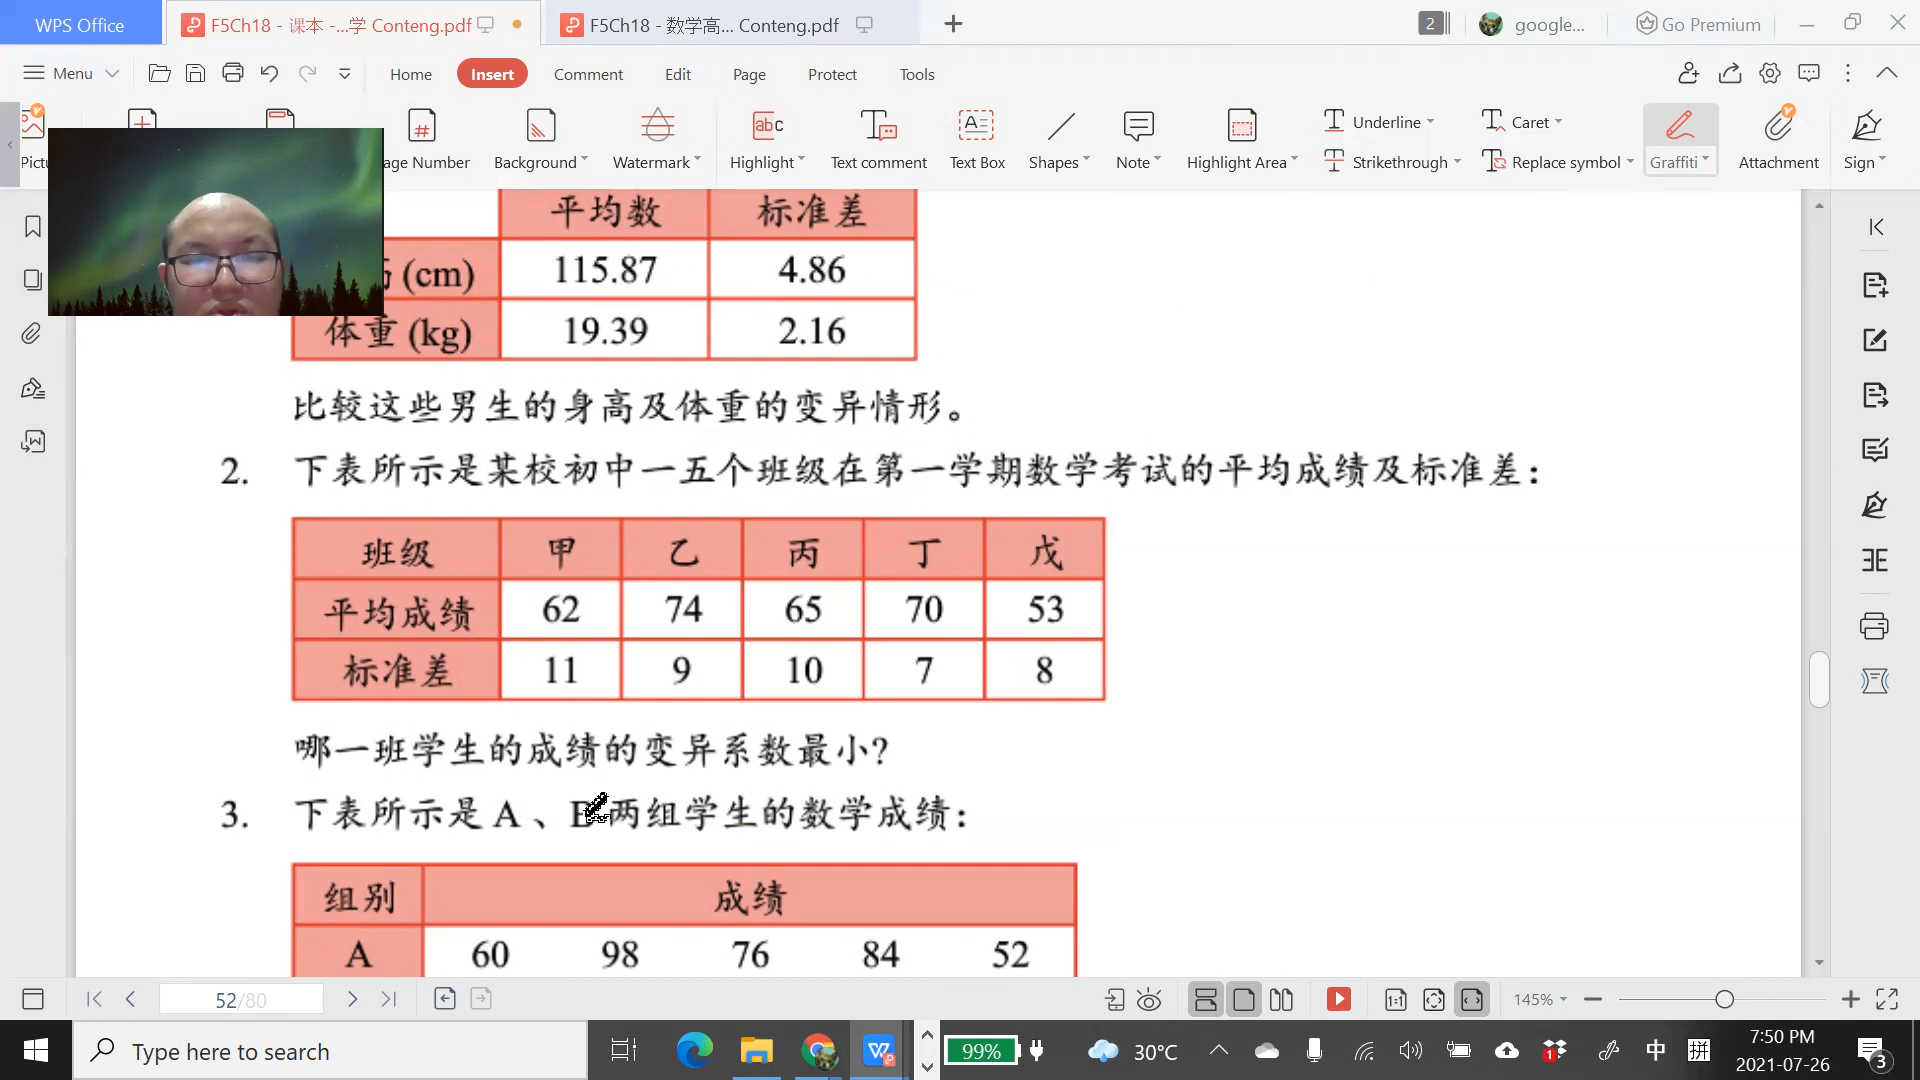 WPS Office
F5Ch18 - 课本 -...学 Conteng.pdf
F5Ch18 - 数学高... Conteng.pdf
2
google...
Go Premium
Menu
Home
Insert
Comment
Edit
Page
Protect
Tools
Pictu
age Number
Background
Watermark
Highlight
Text comment
Text Box
Shapes
Note
Highlight Area
Underline
Strikethrough
Caret
Replace symbol
Graffiti
Attachment
Sign
平均数 标准差
(cm) 115.87 4.86
体重 (kg) 19.39 2.16
比较这些男生的身高及体重的变异情形。
2. 下表所示是某校初中一五个班级在第一学期数学考试的平均成绩及标准差：
班级 甲 乙 丙 丁 戊
平均成绩 62 74 65 70 53
标准差 11 9 10 7 8
哪一班学生的成绩的变异系数最小?
3. 下表所示是 A 、B 两组学生的数学成绩：
组别 成绩
A 60 98 76 84 52
52/80
145%
Type here to search
99%
30°C
1
中
拼
7:50 PM
2021-07-26
3